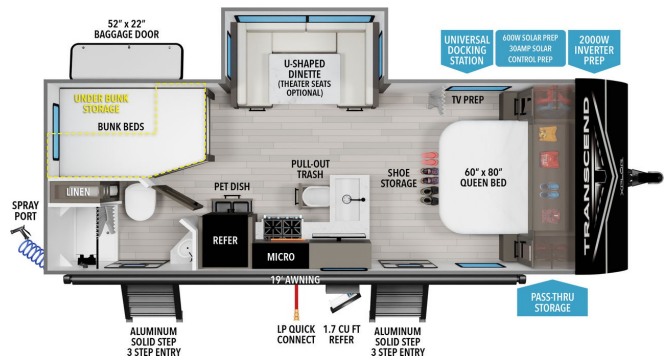 52" x 22"
BAGGAGE DOOR
UNIVERSAL
DOCKING
STATION
600W SOLAR PREP
30AMP SOLAR
CONTROL PREP
2000W
INVERTER
PREP
U-SHAPED
DINETTE
(THEATER SEATS
OPTIONAL)
UNDER BUNK
STORAGE
BUNK BEDS
TV PREP
PULL-OUT
TRASH
SHOE
STORAGE
60" x 80"
QUEEN BED
TRANSCEND
XPLOR
LINEN
PET DISH
SPRAY
PORT
REFER
MICRO
19' AWNING
PASS-THRU
STORAGE
ALUMINUM
SOLID STEP
3 STEP ENTRY
LP QUICK
CONNECT
1.7 CU FT
REFER
ALUMINUM
SOLID STEP
3 STEP ENTRY